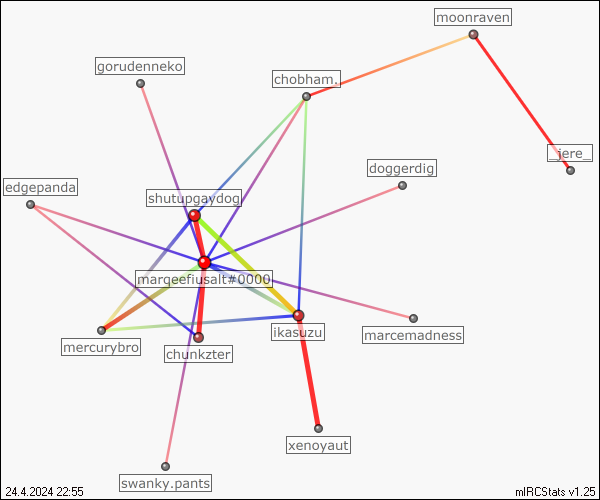 moonraven
gorudenneko
chobham.
_jere_
doggerdig
edgepanda
shutupgaydog
margeefiusalt#0000
ikasuzu
marcemadness
mercurybro
chunkzter
xenoyaut
swanky.pants
24.4.2024 22:55
mIRCStats v1.25